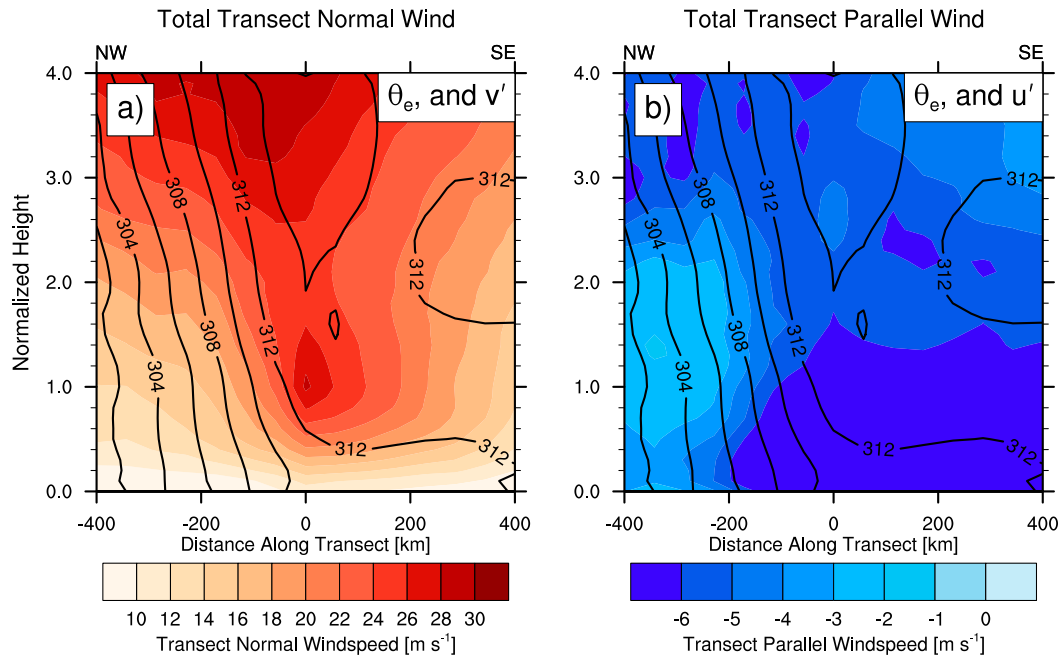 Total Transect Normal Wind
NW SE
a)
θe, and v′
4.0
3.0
2.0
1.0
0.0
Normalized Height
304
308
312
312
312
304
308
312
312
312
-400 -200 0 200 400
Distance Along Transect [km]
10 12 14 16 18 20 22 24 26 28 30
Transect Normal Windspeed [m s-1]
Total Transect Parallel Wind
NW SE
b)
θe, and u′
4.0
3.0
2.0
1.0
0.0
304
308
312
312
312
304
308
312
312
312
-400 -200 0 200 400
Distance Along Transect [km]
-6 -5 -4 -3 -2 -1 0
Transect Parallel Windspeed [m s-1]